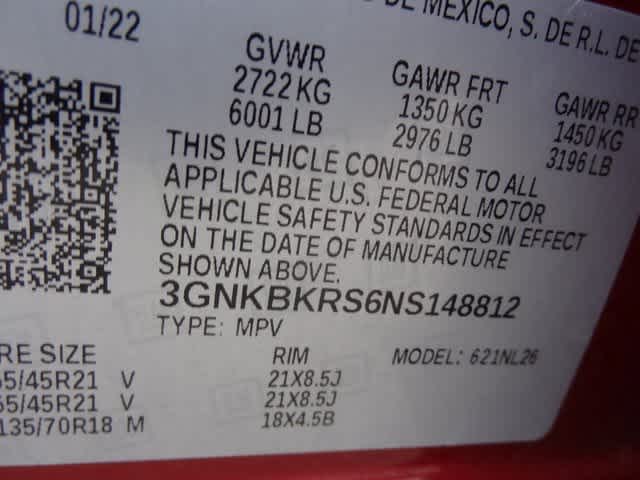 DE MEXICO, S. DE R.L. DE
01/22
GVWR
2722 KG
6001 LB
GAWR FRT
1350 KG
2976 LB
GAWR RR
1450 KG
3196 LB
THIS VEHICLE CONFORMS TO ALL
APPLICABLE U.S. FEDERAL MOTOR
VEHICLE SAFETY STANDARDS IN EFFECT
ON THE DATE OF MANUFACTURE
SHOWN ABOVE.
3GNKBKRS6NS148812
TYPE: MPV
RE SIZE RIM MODEL: 621NL26
55/45R21 V 21X8.5J
55/45R21 V 21X8.5J
135/70R18 M 18X4.5B